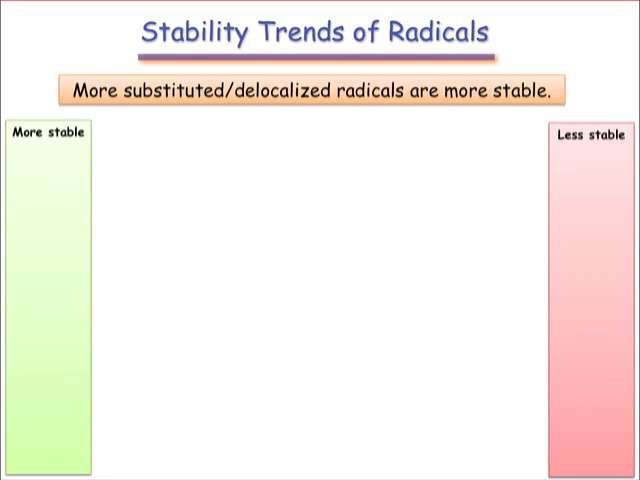 Stability Trends of Radicals
More substituted/delocalized radicals are more stable.
More stable
Less stable